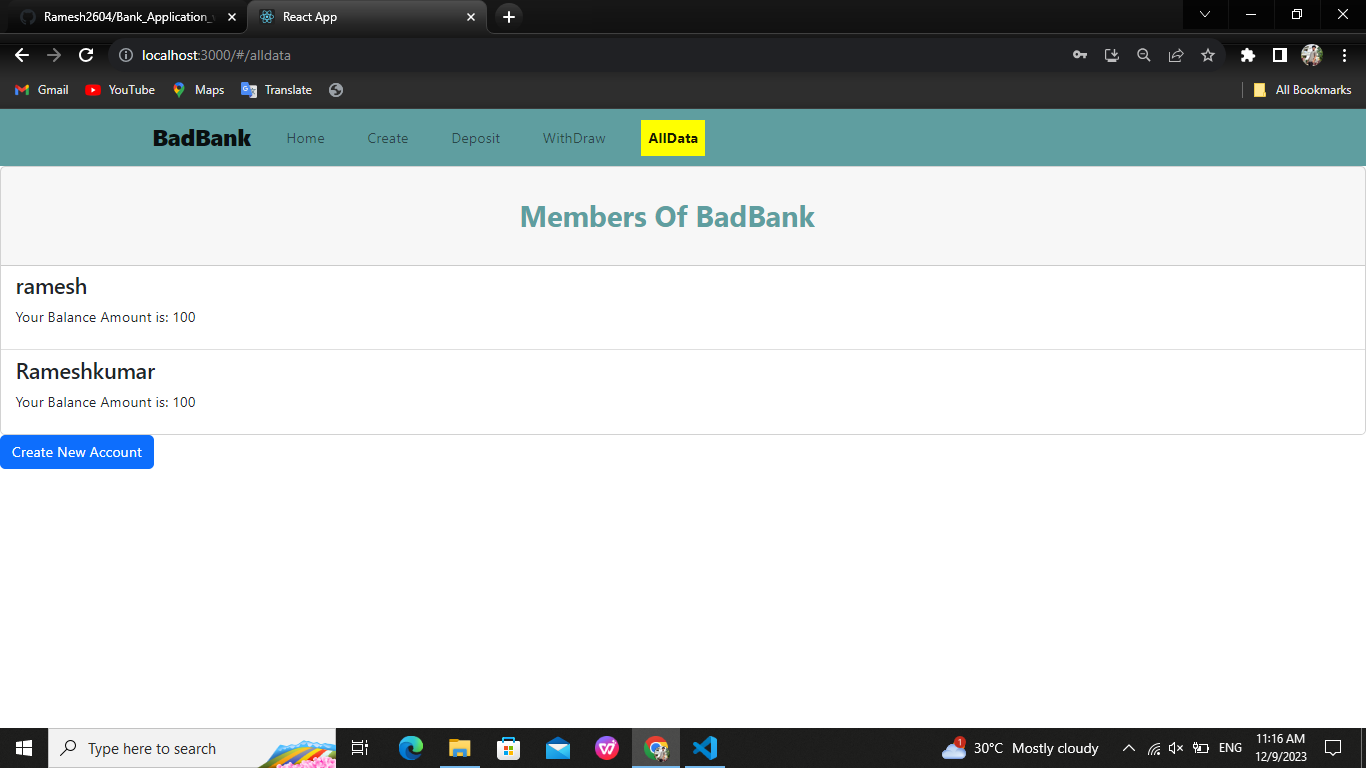 Ramesh2604/Bank_Application_
React App
localhost:3000/#/alldata
Gmail YouTube Maps Translate All Bookmarks
BadBank Home Create Deposit WithDraw AllData
Members Of BadBank
ramesh
Your Balance Amount is: 100
Rameshkumar
Your Balance Amount is: 100
Create New Account
Type here to search
1
30°C Mostly cloudy
ENG
11:16 AM
12/9/2023